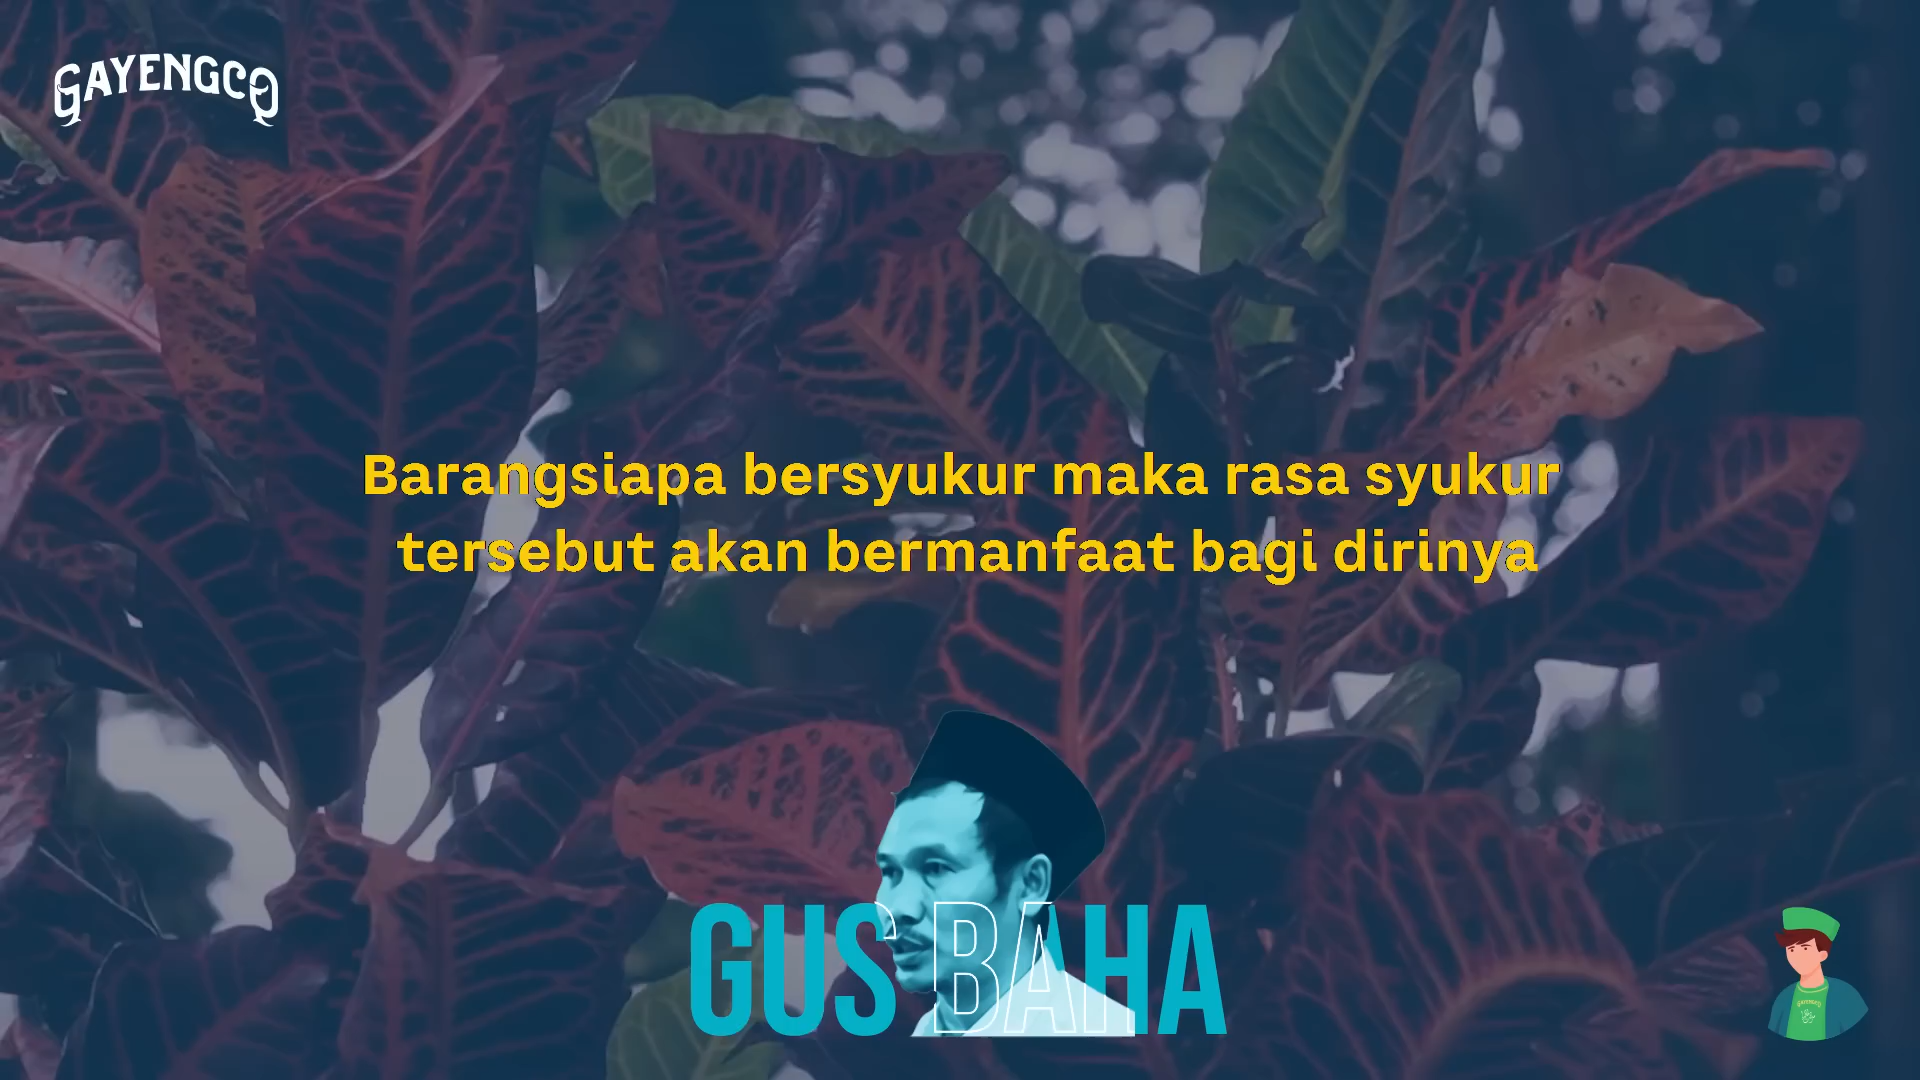 GAYENGCO
Barangsiapa bersyukur maka rasa syukur
tersebut akan bermanfaat bagi dirinya
GUS BAHA